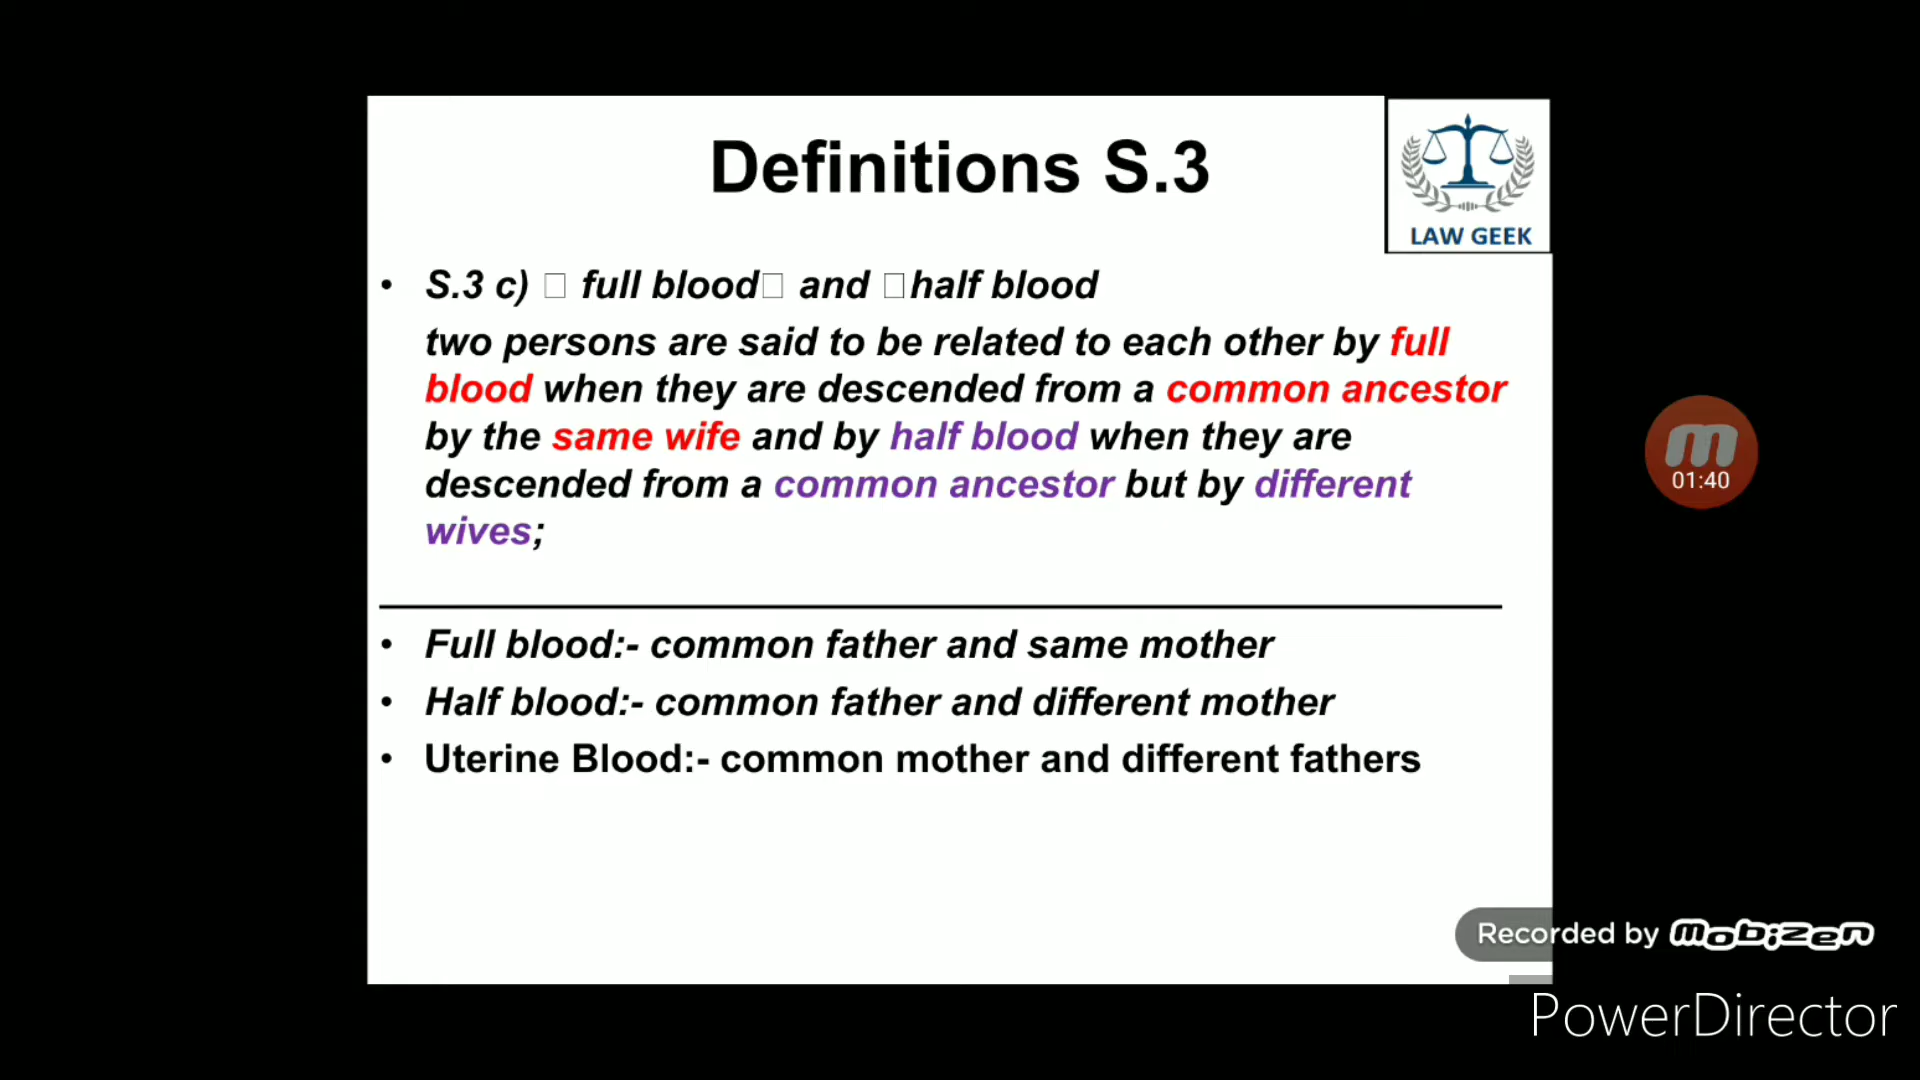 Definitions S.3
LAW GEEK
• S.3 c) □ full blood□ and □half blood
two persons are said to be related to each other by full
blood when they are descended from a common ancestor
by the same wife and by half blood when they are
descended from a common ancestor but by different
wives;
• Full blood:- common father and same mother
• Half blood:- common father and different mother
• Uterine Blood:- common mother and different fathers
01:40
Recorded by Mobizen
PowerDirector